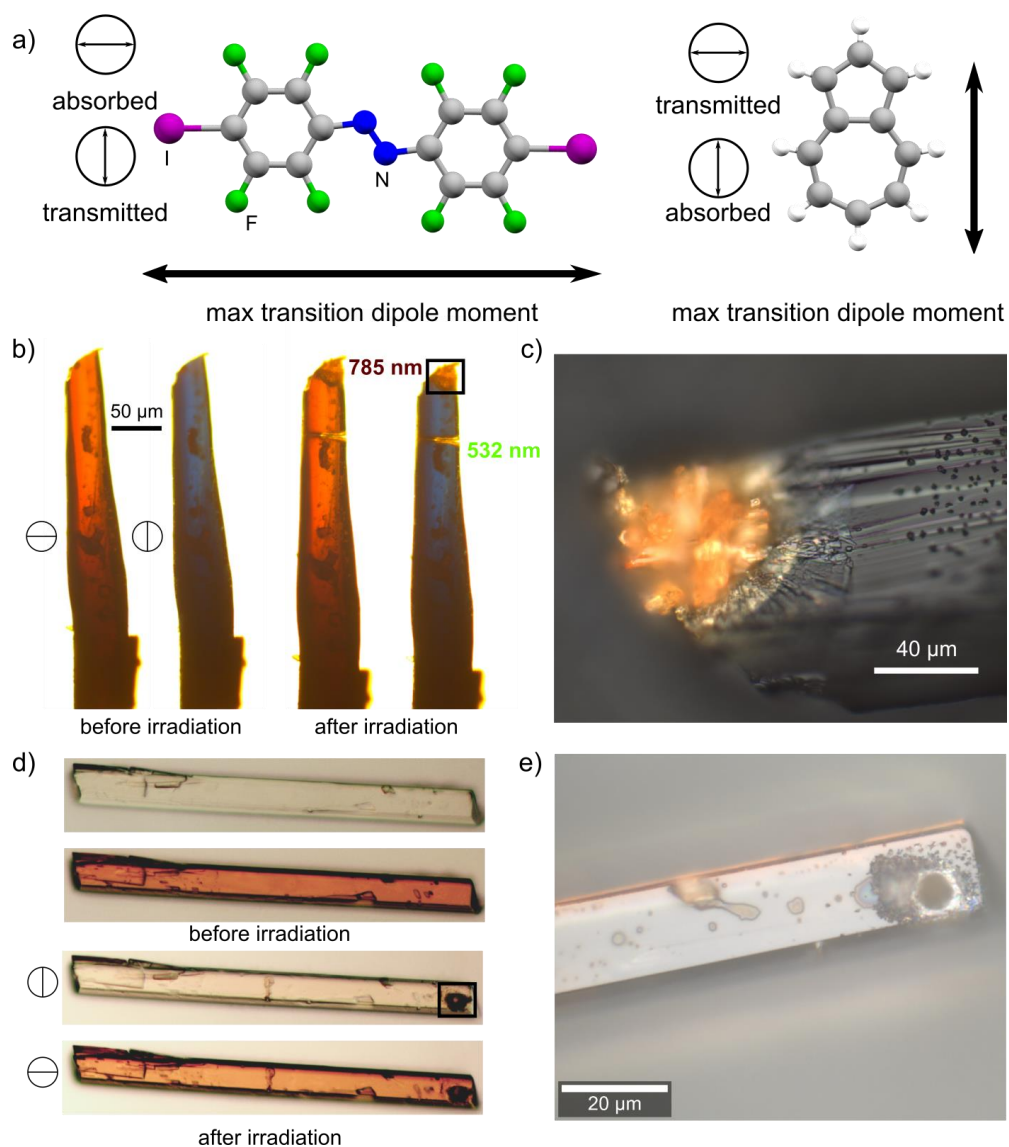 a)
absorbed
transmitted
I
F
N
max transition dipole moment
transmitted
absorbed
max transition dipole moment
b)
50 µm
785 nm
532 nm
before irradiation
after irradiation
c)
40 µm
d)
before irradiation
after irradiation
e)
20 µm